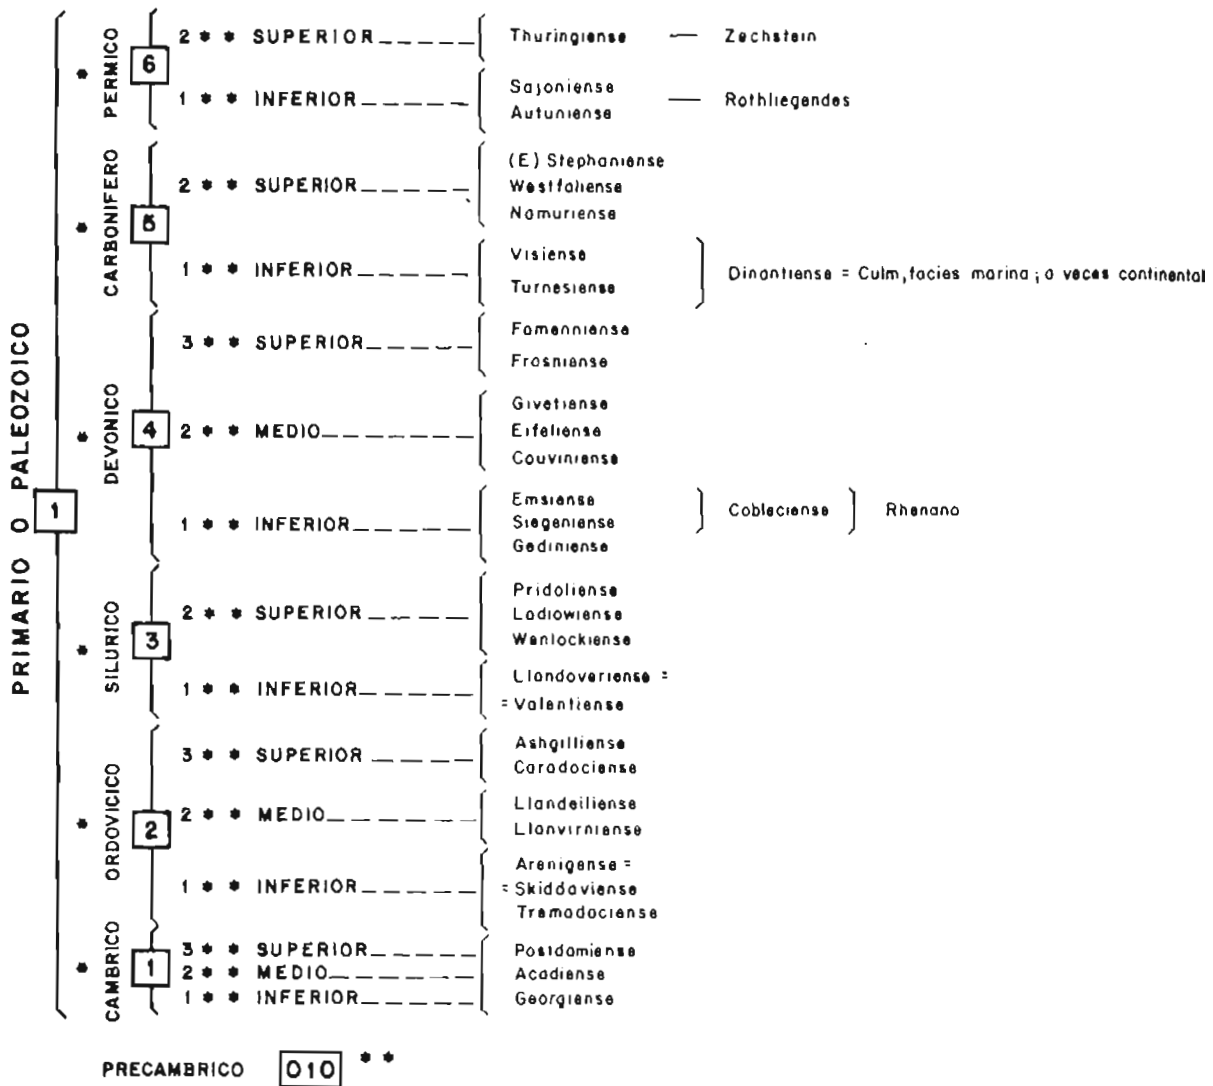 PRIMARIO O PALEOZOICO
1
* PERMICO 6
2 * * SUPERIOR Thuringiense — Zechstein
1 * * INFERIOR Sajoniense
Autuniense — Rothliegendes
* CARBONIFERO 5
2 * * SUPERIOR (E) Stephaniense
Westfaliense
Namuriense
1 * * INFERIOR Visiense
Turnesiense
Dinantiense = Culm, facies marina; a veces continental
* DEVONICO 4
3 * * SUPERIOR Famenniense
Frasniense
2 * * MEDIO Givetiense
Eifeliense
Couviniense
1 * * INFERIOR Emsiense
Siegeniense
Gediniense
Cobleciense Rhenano
* SILURICO 3
2 * * SUPERIOR Pridoliense
Ladlowiense
Wenlockiense
1 * * INFERIOR Llandoveriense =
= Valentiense
* ORDOVICICO 2
3 * * SUPERIOR Ashgilliense
Caradociense
2 * * MEDIO Llandeiliense
Llanvirniense
1 * * INFERIOR Arenigense =
= Skiddaviense
Tremadociense
* CAMBRICO 1
3 * * SUPERIOR Postdamiense
2 * * MEDIO Acadiense
1 * * INFERIOR Georgiense
PRECAMBRICO 010 * *